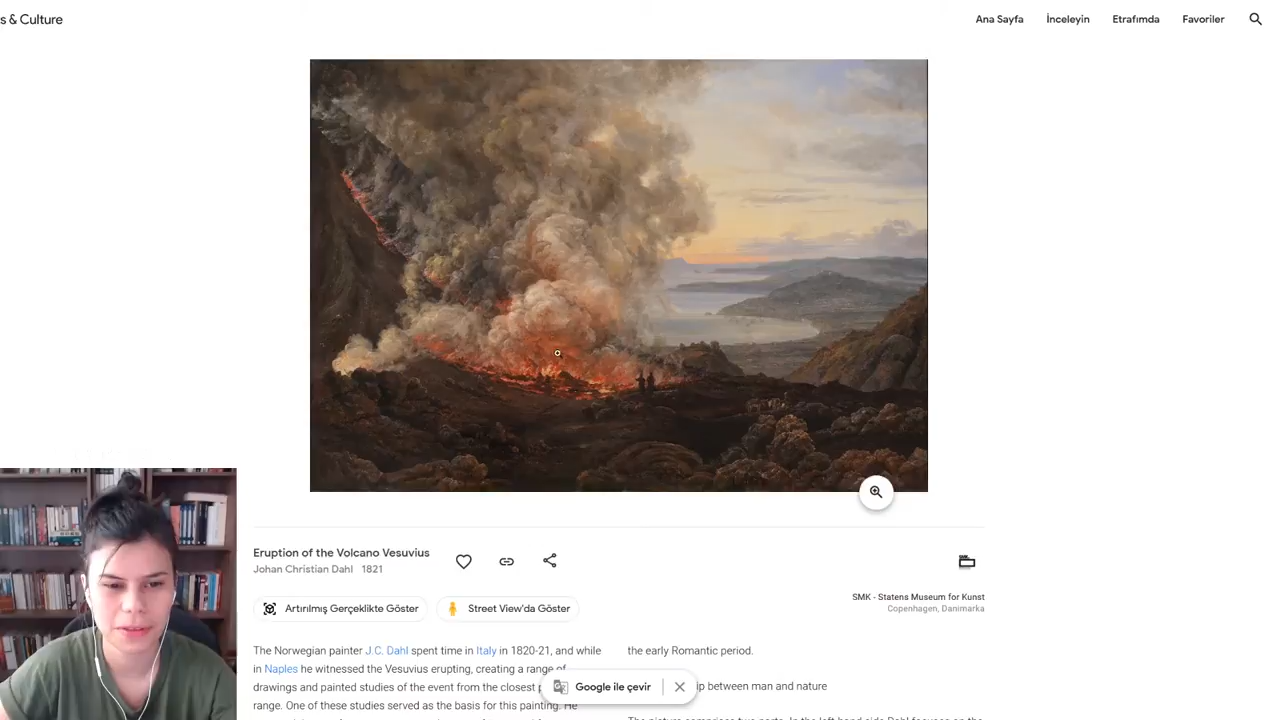 s & Culture
Ana Sayfa İnceleyin Etrafımda Favoriler
Eruption of the Volcano Vesuvius
Johan Christian Dahl 1821
SMK - Statens Museum for Kunst
Copenhagen, Danimarka
Artırılmış Gerçeklikte Göster
Street View'da Göster
The Norwegian painter J.C. Dahl spent time in Italy in 1820-21, and while
in Naples he witnessed the Vesuvius erupting, creating a range of
drawings and painted studies of the event from the closest
range. One of these studies served as the basis for this painting. He
the early Romantic period.
between man and nature
Google ile çevir